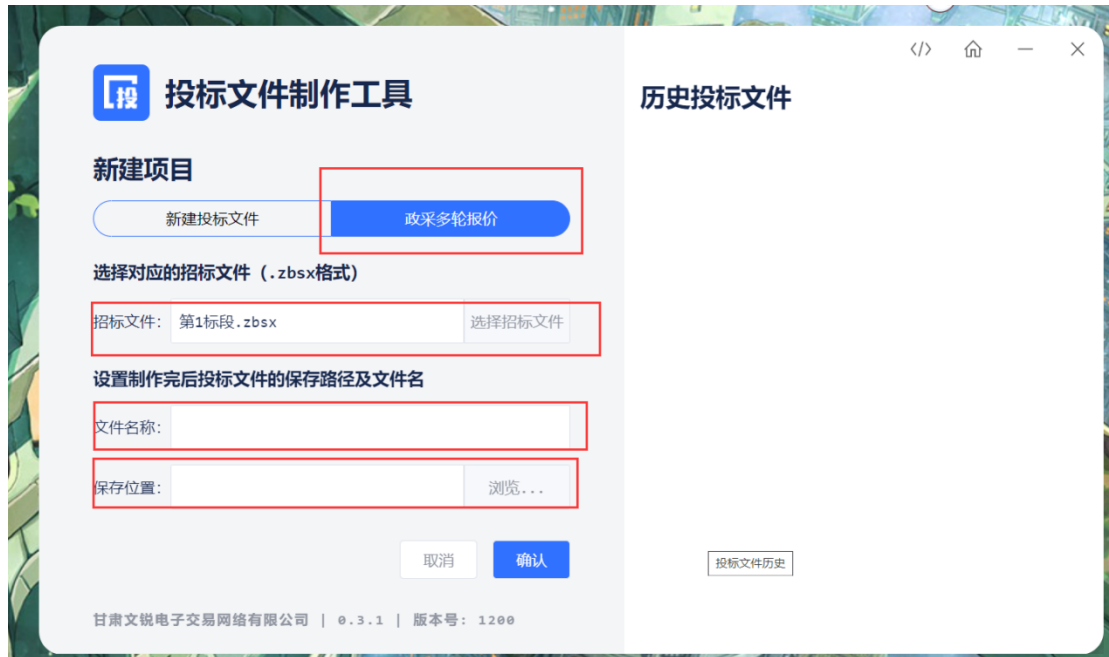 投标文件制作工具
新建项目
新建投标文件 政采多轮报价
选择对应的招标文件（.zbsx格式）
招标文件： 第1标段.zbsx 选择招标文件
设置制作完后投标文件的保存路径及文件名
文件名称：
保存位置： 浏览...
取消 确认
甘肃文锐电子交易网络有限公司 | 0.3.1 | 版本号: 1200
</> 
历史投标文件
投标文件历史
投